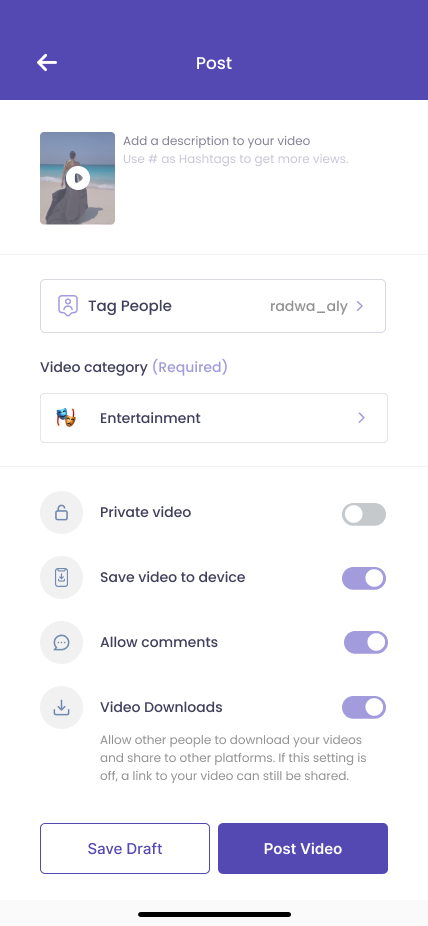 Post
Add a description to your video
Use # as Hashtags to get more views.
Tag People radwa_aly
Video category (Required)
Entertainment
Private video
Save video to device
Allow comments
Video Downloads
Allow other people to download your videos
and share to other platforms. If this setting is
off, a link to your video can still be shared.
Save Draft Post Video